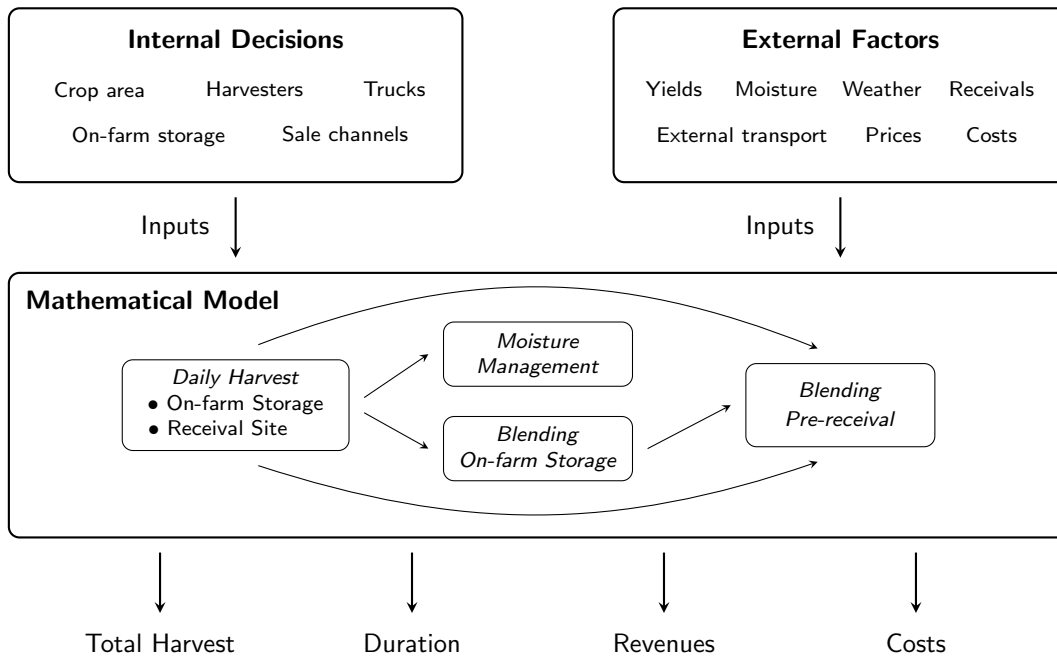 Internal Decisions
Crop area Harvesters Trucks
On-farm storage Sale channels
External Factors
Yields Moisture Weather Receivals
External transport Prices Costs
Inputs
Inputs
Mathematical Model
Daily Harvest
• On-farm Storage
• Receival Site
Moisture
Management
Blending
On-farm Storage
Blending
Pre-receival
Total Harvest
Duration
Revenues
Costs